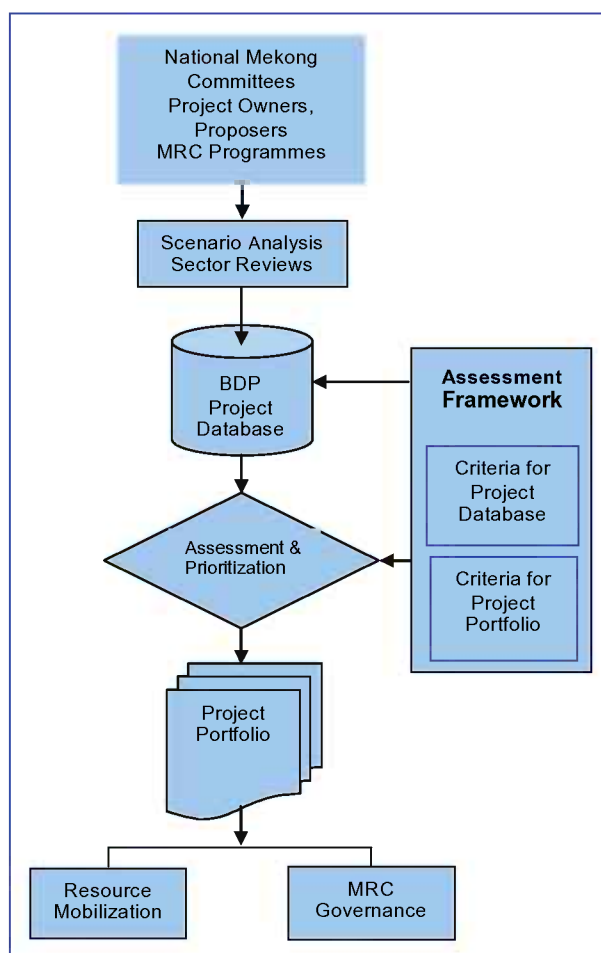 National Mekong
Committees
Project Owners,
Proposers
MRC Programmes
Scenario Analysis
Sector Reviews
BDP
Project
Database
Assessment
Framework
Criteria for
Project
Database
Assessment &
Prioritization
Criteria for
Project
Portfolio
Project
Portfolio
Resource
Mobilization
MRC
Governance